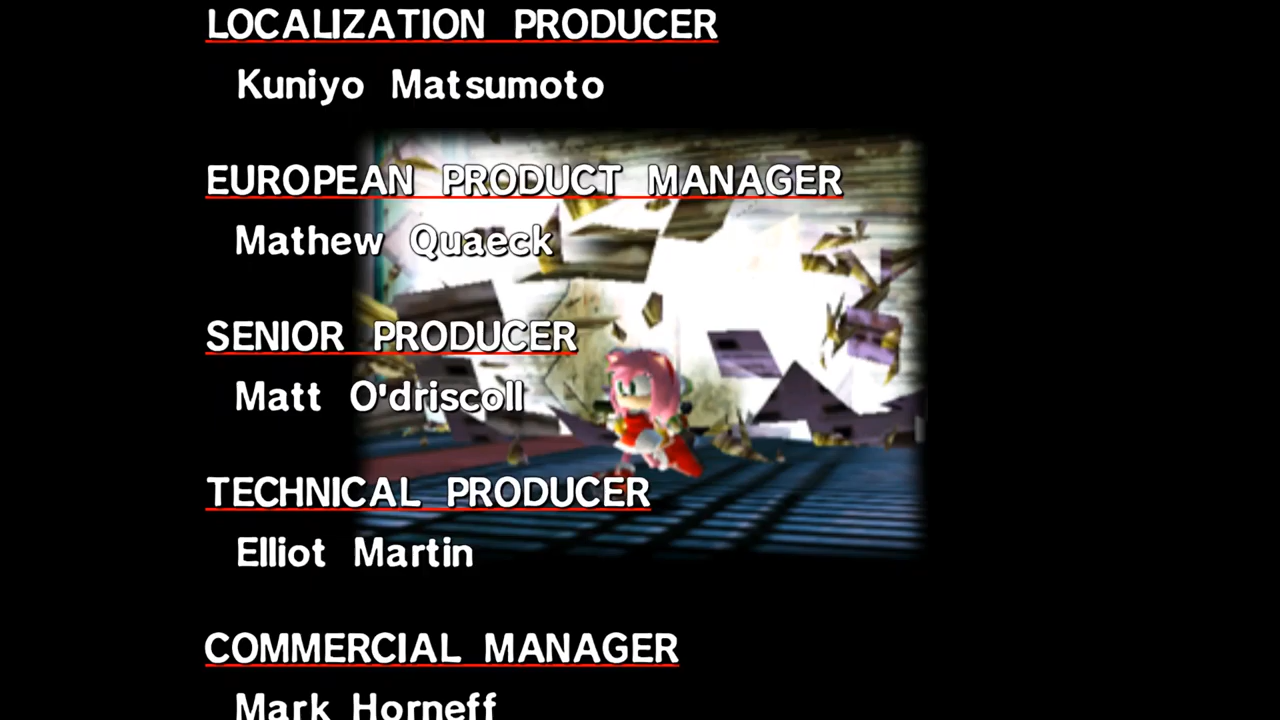 LOCALIZATION PRODUCER
Kuniyo Matsumoto
EUROPEAN PRODUCT MANAGER
Mathew Quaeck
SENIOR PRODUCER
Matt O'driscoll
TECHNICAL PRODUCER
Elliot Martin
COMMERCIAL MANAGER
Mark Horneff